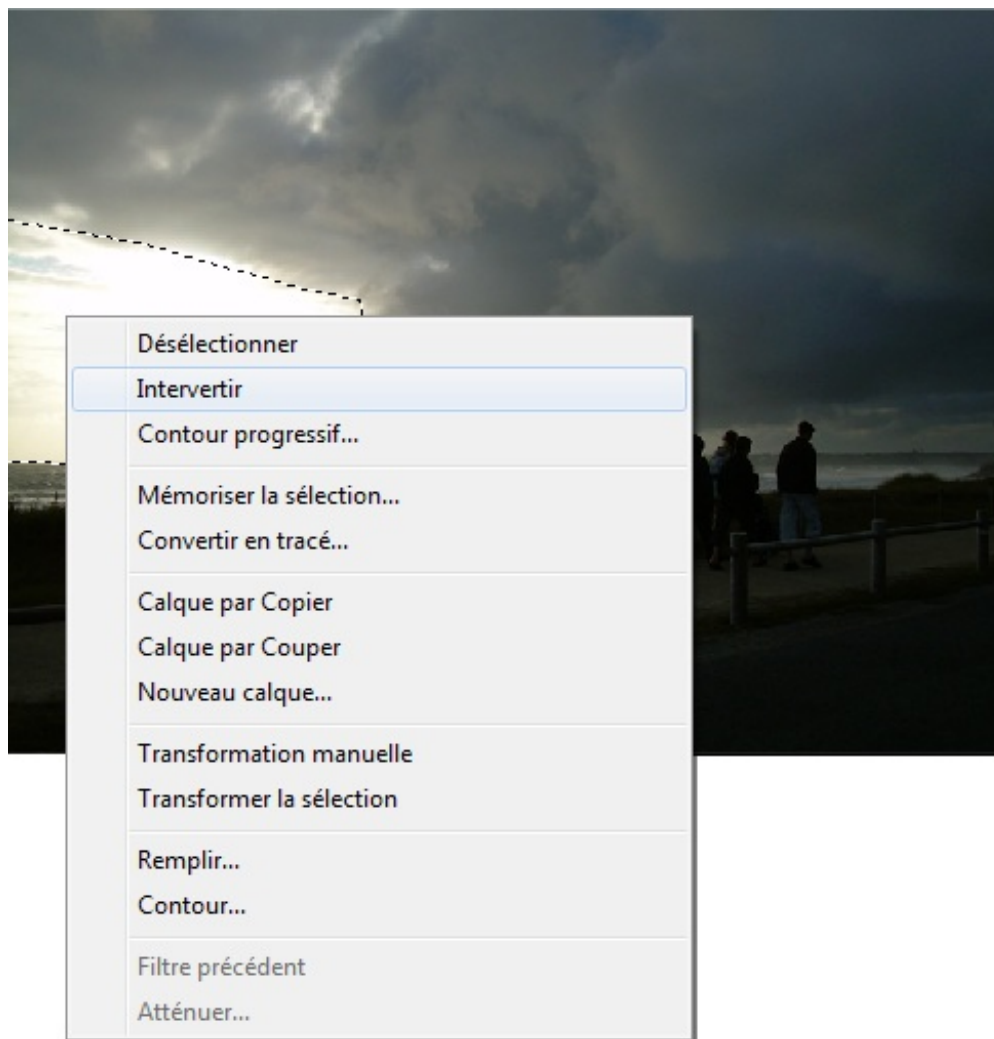 Désélectionner
Intervertir
Contour progressif...
Mémoriser la sélection...
Convertir en tracé...
Calque par Copier
Calque par Couper
Nouveau calque...
Transformation manuelle
Transformer la sélection
Remplir...
Contour...
Filtre précédent
Atténuer...